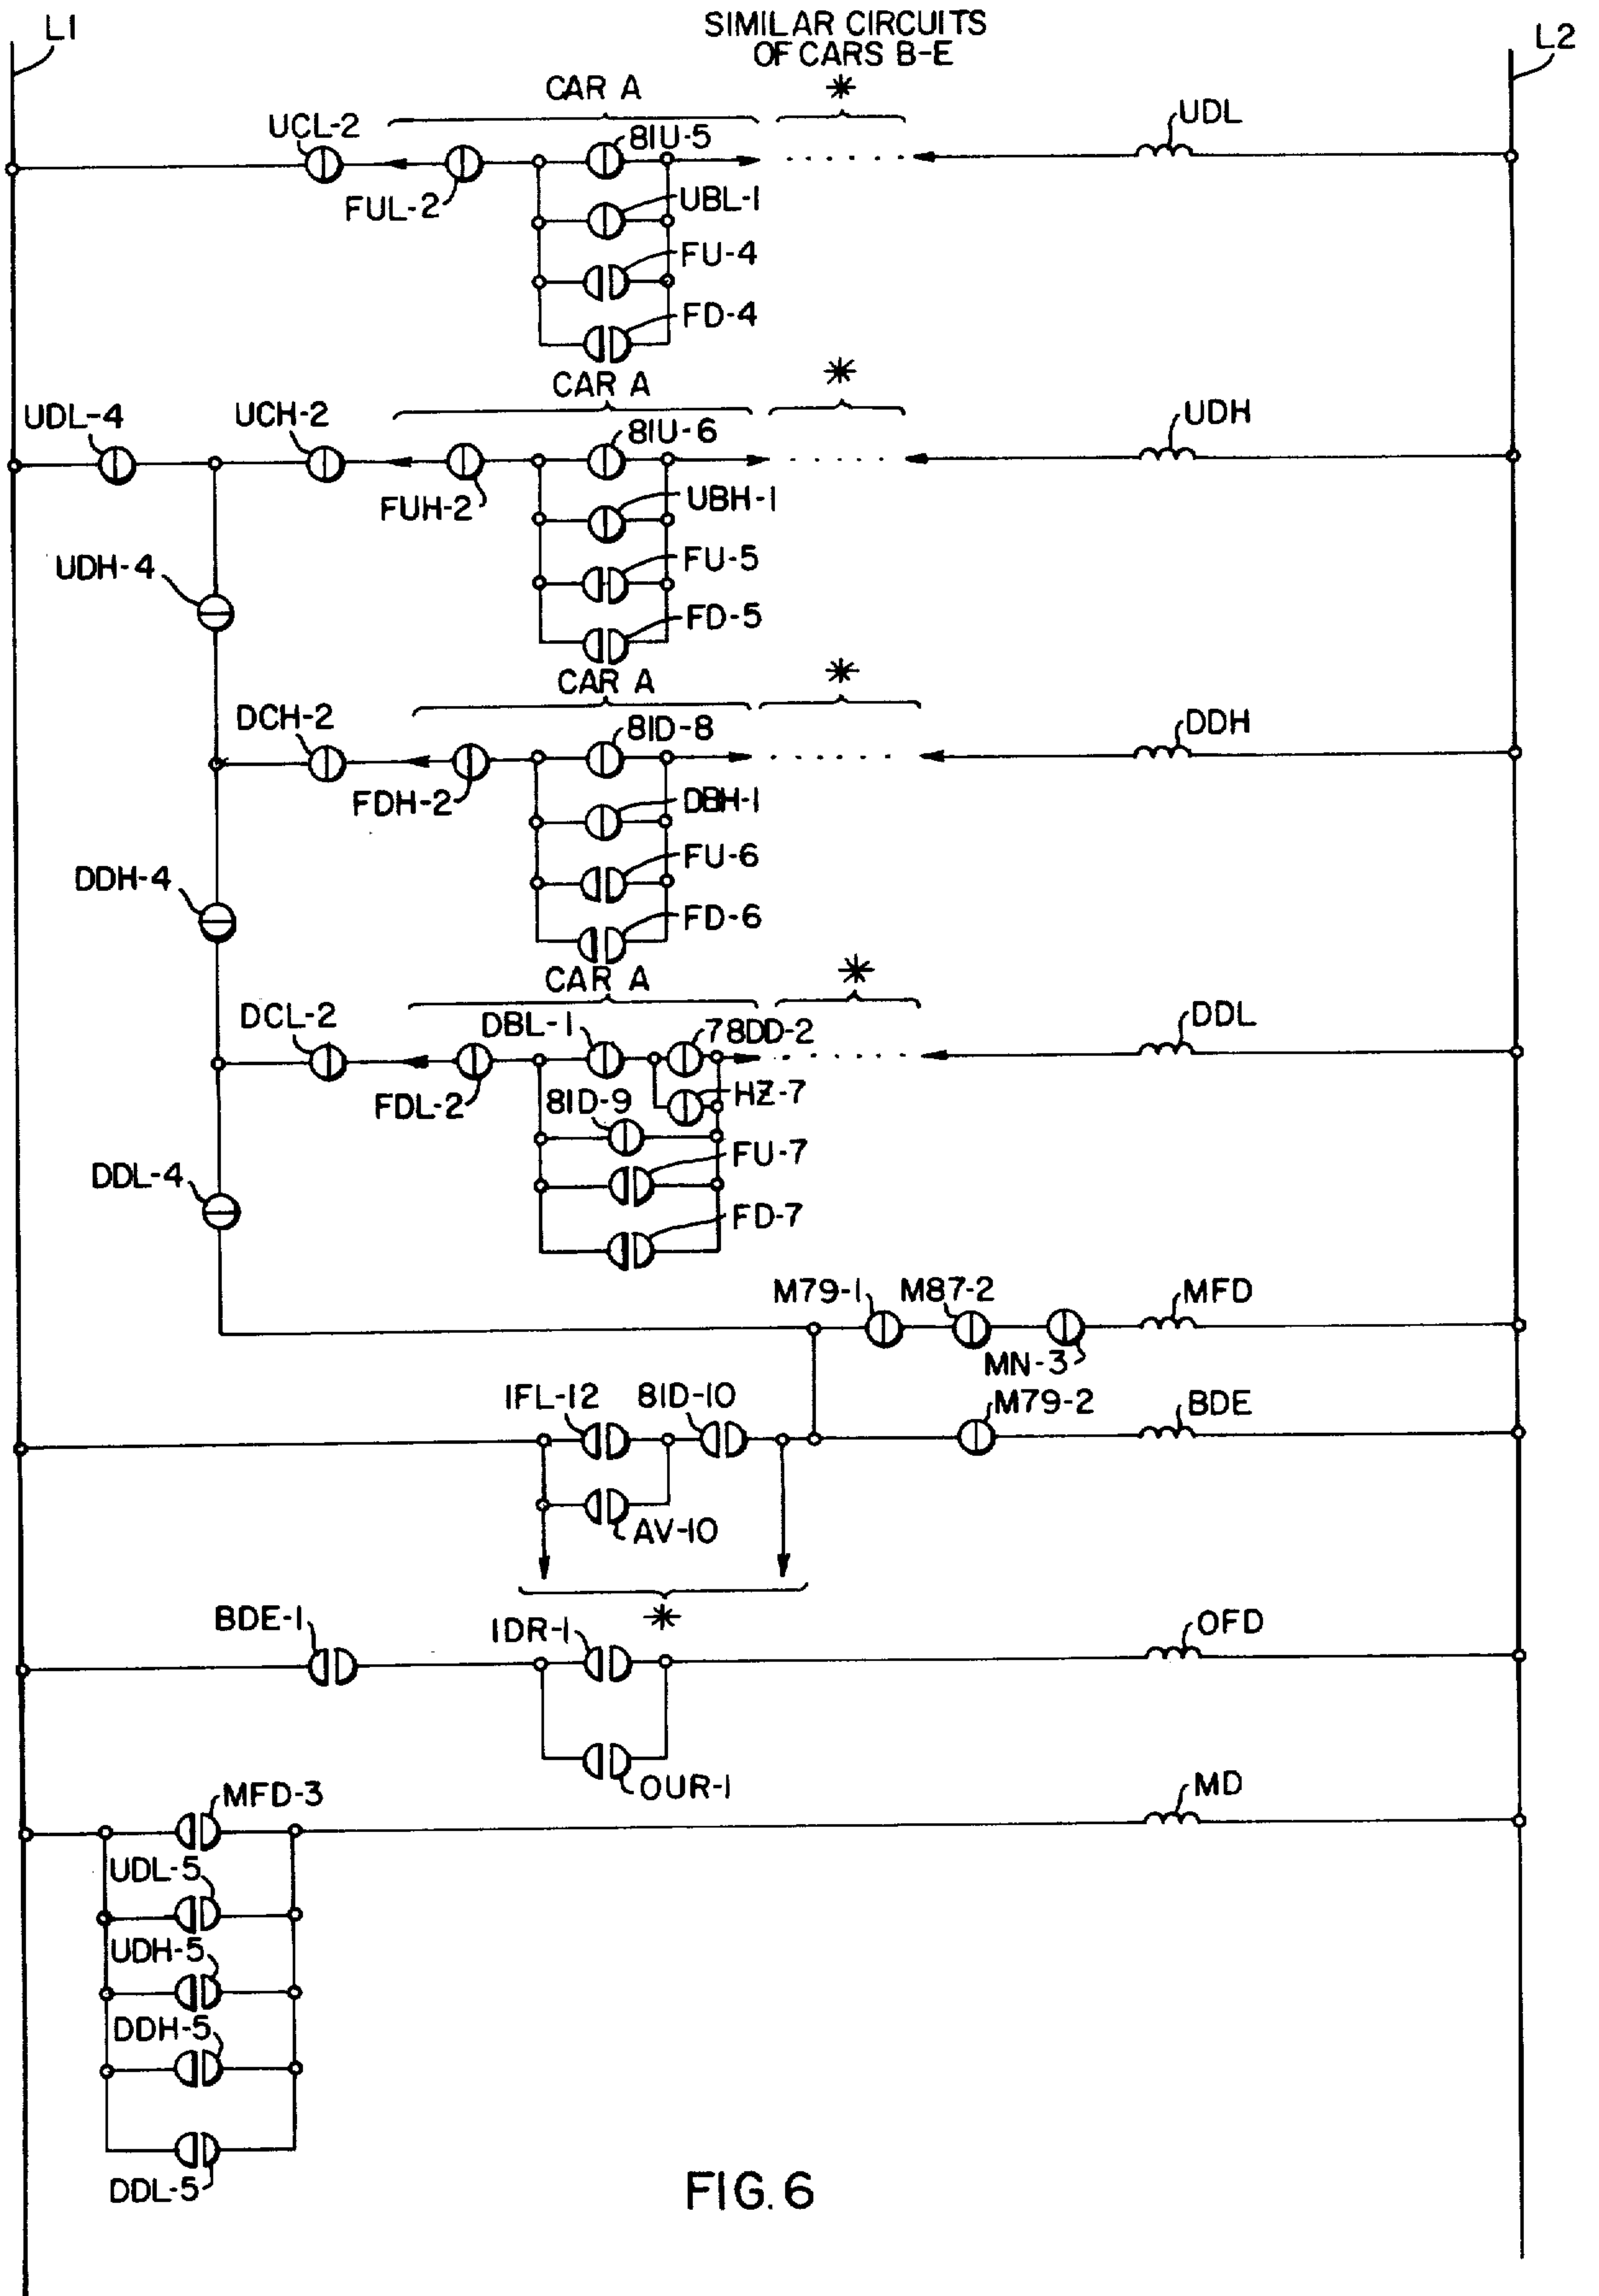 L1
SIMILAR CIRCUITS
OF CARS B-E
L2
CAR A
*
UCL-2
81U-5
UDL
FUL-2
UBL-1
FU-4
FD-4
CAR A
*
UDL-4
UCH-2
81U-6
UDH
FUH-2
UBH-1
UDH-4
FU-5
FD-5
CAR A
*
DCH-2
81D-8
DDH
FDH-2
DBH-1
DDH-4
FU-6
FD-6
CAR A
*
DCL-2
DBL-1
78DD-2
DDL
FDL-2
81D-9
HZ-7
DDL-4
FU-7
FD-7
M79-1
M87-2
MFD
MN-3
1FL-12
81D-10
M79-2
BDE
AV-10
*
BDE-1
1DR-1
OFD
OUR-1
MFD-3
MD
UDL-5
UDH-5
DDH-5
DDL-5
FIG. 6